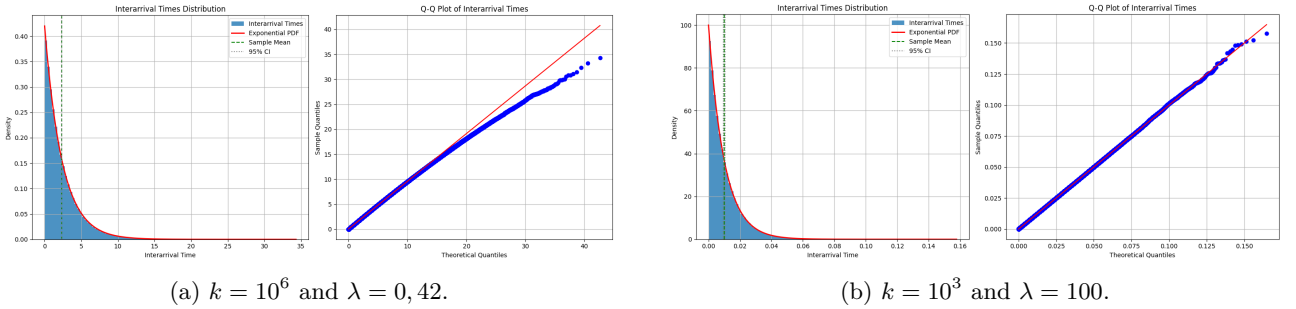 Interarrival Times Distribution
Interarrival Times
Exponential PDF
Sample Mean
95% CI
Density
0.40
0.35
0.30
0.25
0.20
0.15
0.10
0.05
0.00
0 5 10 15 20 25 30 35
Interarrival Time
Q-Q Plot of Interarrival Times
Sample Quantiles
40
35
30
25
20
15
10
5
0
0 10 20 30 40
Theoretical Quantiles
(a) k = 10⁶ and λ = 0, 42.
Interarrival Times Distribution
Interarrival Times
Exponential PDF
Sample Mean
95% CI
Density
100
80
60
40
20
0
0.00 0.02 0.04 0.06 0.08 0.10 0.12 0.14 0.16
Interarrival Time
Q-Q Plot of Interarrival Times
Sample Quantiles
0.150
0.125
0.100
0.075
0.050
0.025
0.000
0.000 0.025 0.050 0.075 0.100 0.125 0.150
Theoretical Quantiles
(b) k = 10³ and λ = 100.